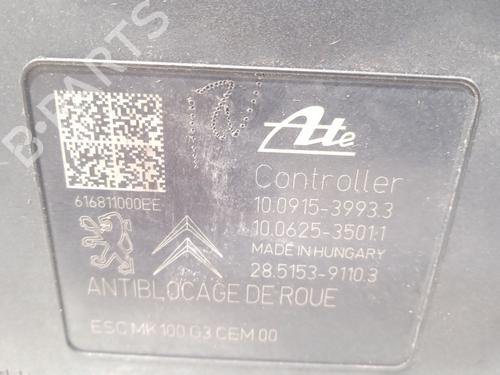 B-PARTS
Ate
616811000EE
Controller
10.0915-3993.3
10.0625-3501.1
MADE IN HUNGARY
28.5153-9110.3
ANTIBLOCAGE DE ROUE
ESC MK 100 G3 CEM 00